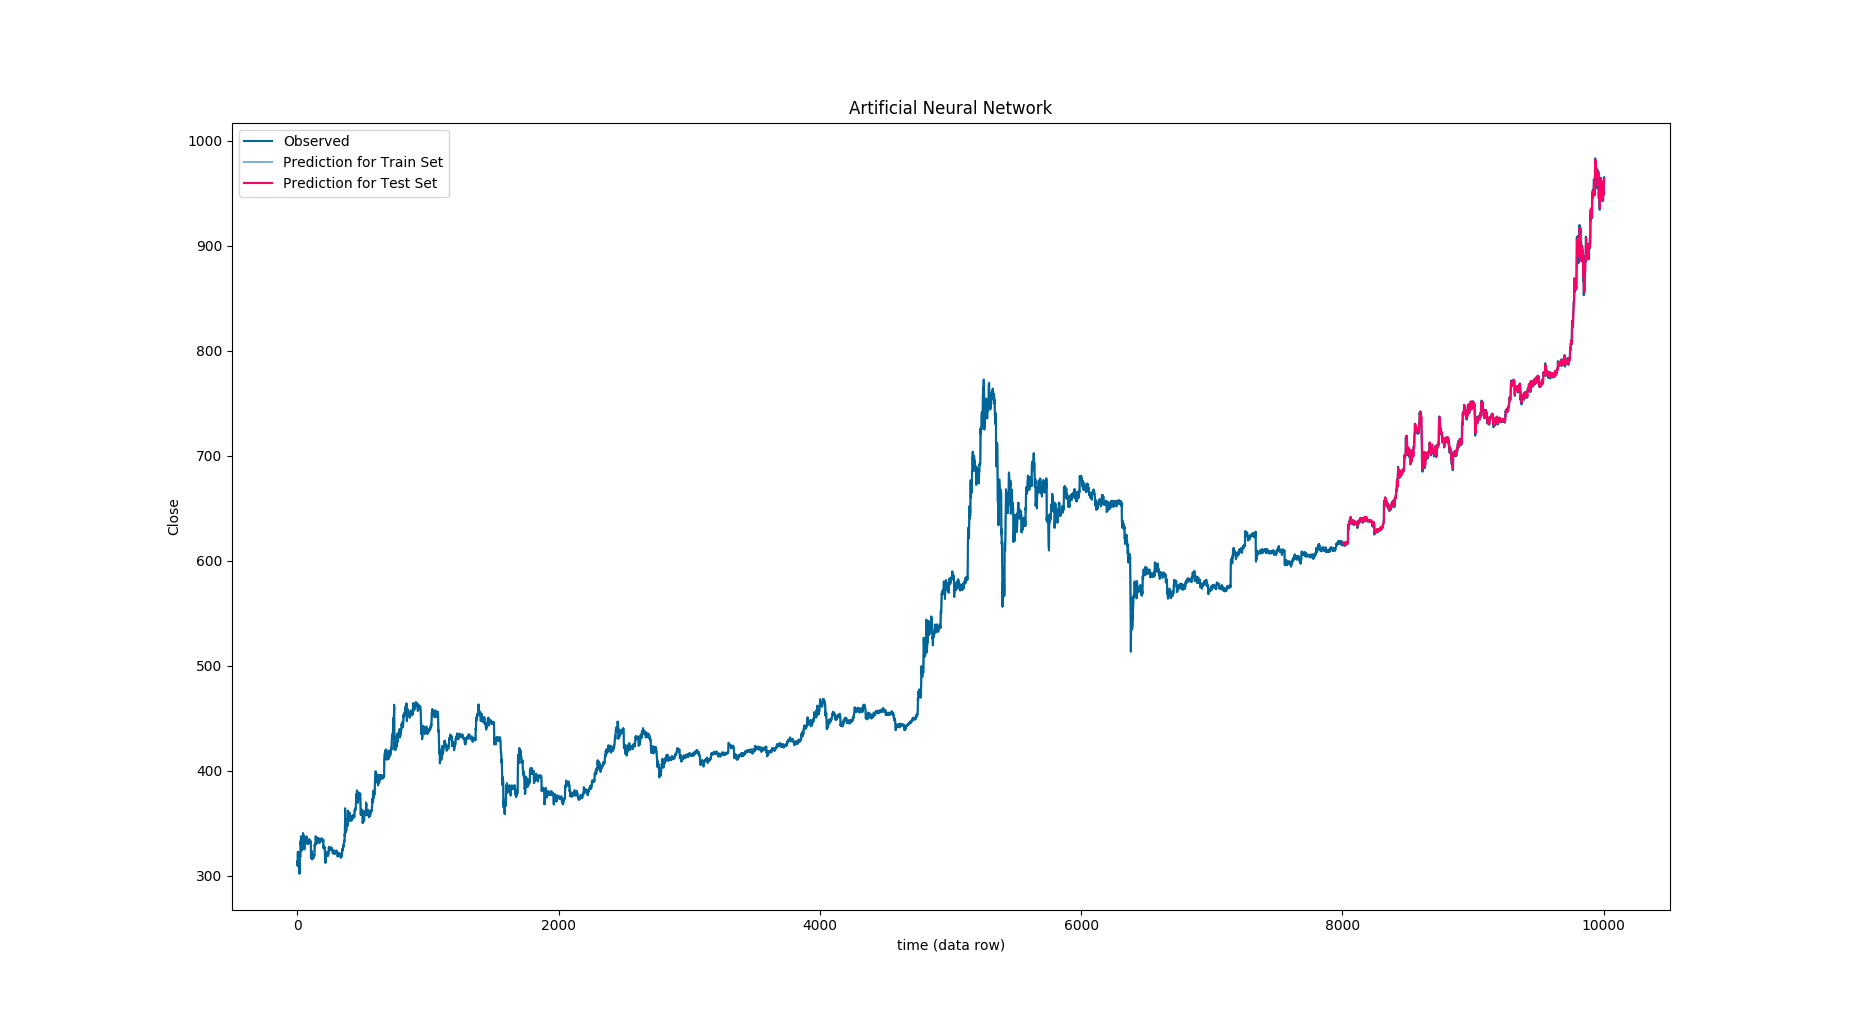 Artificial Neural Network
Observed
Prediction for Train Set
Prediction for Test Set
1000
900
800
700
600
500
400
300
Close
0 2000 4000 6000 8000 10000
time (data row)